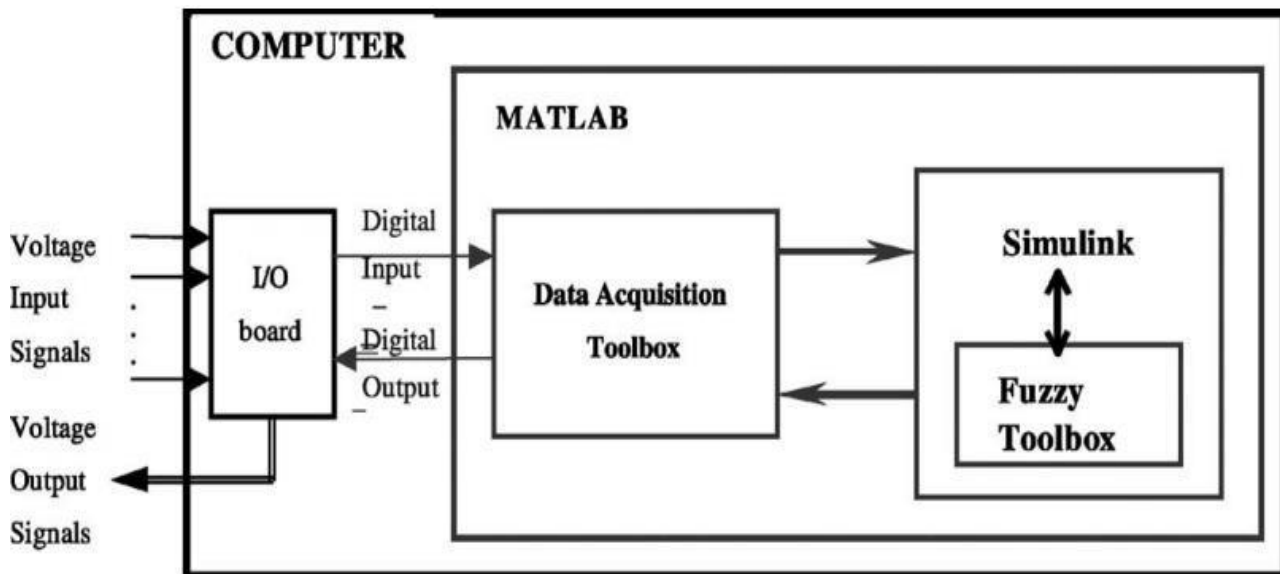 COMPUTER
MATLAB
Voltage
Input
Signals
Voltage
Output
Signals
I/O
board
Digital
Input
Digital
Output
Data Acquisition
Toolbox
Simulink
Fuzzy
Toolbox